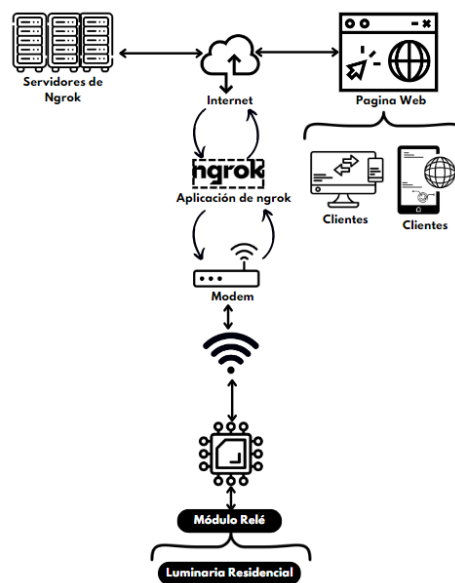 Servidores de
Ngrok
Internet
Pagina Web
ngrok
Aplicación de ngrok
Clientes
Clientes
Modem
Módulo Relé
Luminaria Residencial